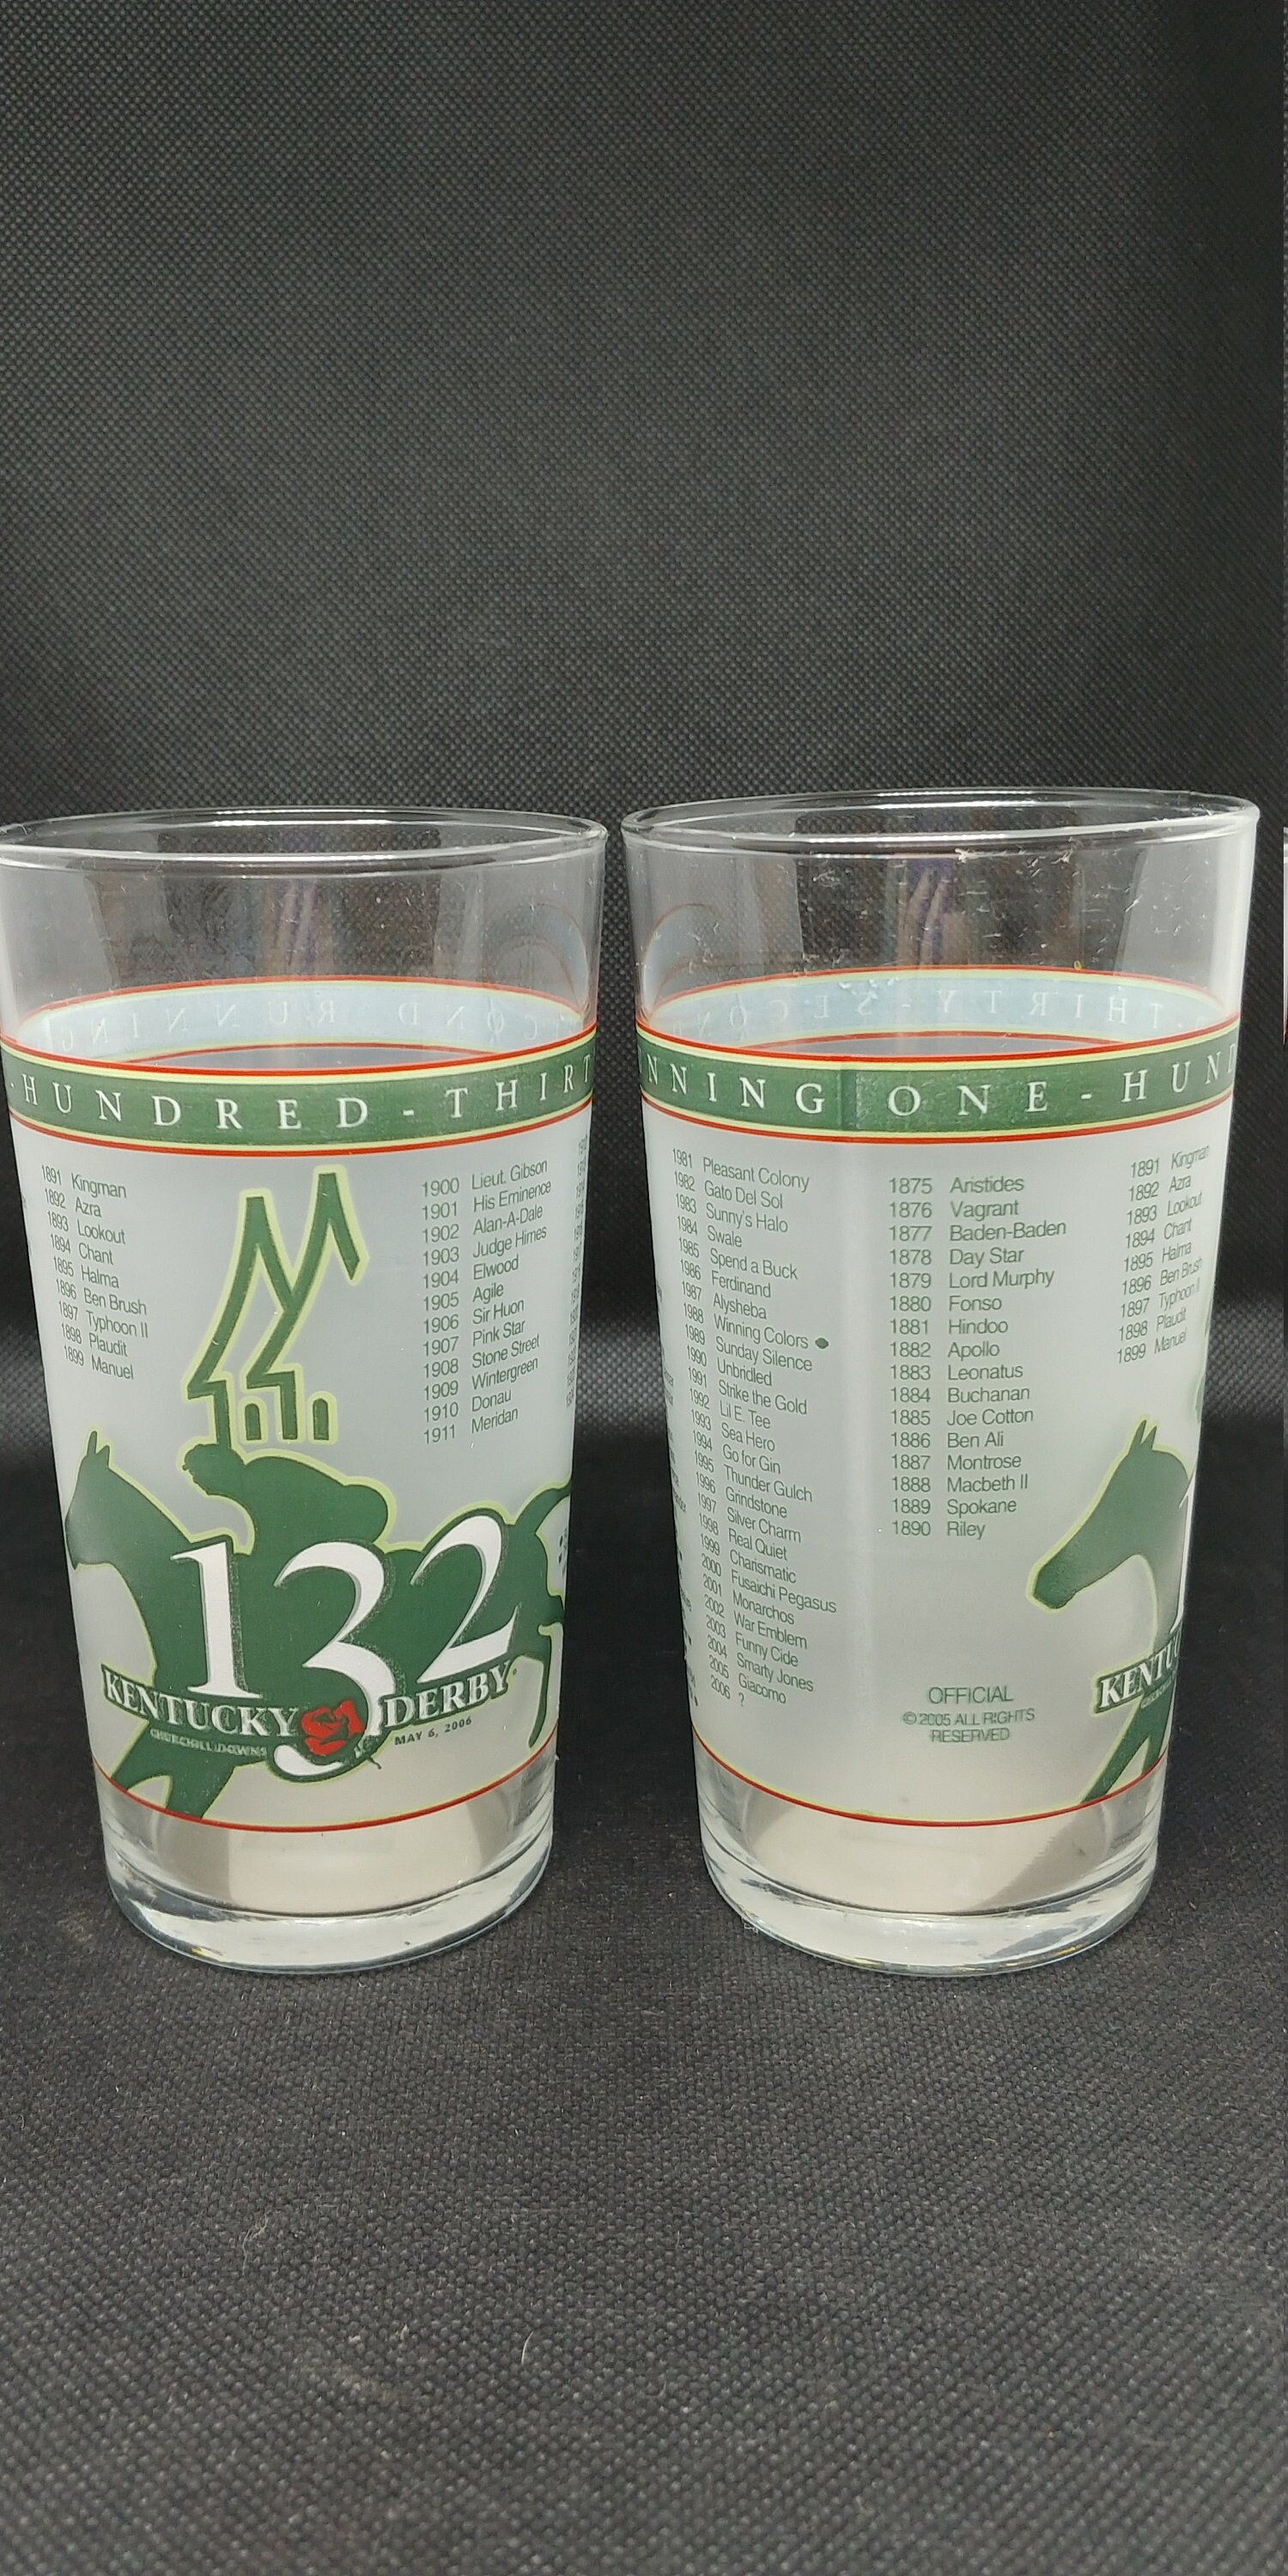 -HUNDRED-THIRT
1891 Kingman
1892 Azra
1893 Lookout
1894 Chant
1895 Halma
1896 Ben Brush
1897 Typhoon II
1898 Plaudit
1899 Manuel
1900 Lieut. Gibson
1901 His Eminence
1902 Alan-A-Dale
1903 Judge Himes
1904 Elwood
1905 Agile
1906 Sir Huon
1907 Pink Star
1908 Stone Street
1909 Wintergreen
1910 Donau
1911 Meridan
132
KENTUCKY DERBY
CHURCHILL DOWNS
MAY 6, 2006
NNING ONE-HUND
1981 Pleasant Colony
1982 Gato Del Sol
1983 Sunny's Halo
1984 Swale
1985 Spend a Buck
1986 Ferdinand
1987 Alysheba
1988 Winning Colors
1989 Sunday Silence
1990 Unbridled
1991 Strike the Gold
1992 Lil E. Tee
1993 Sea Hero
1994 Go for Gin
1995 Thunder Gulch
1996 Grindstone
1997 Silver Charm
1998 Real Quiet
1999 Charismatic
2000 Fusaichi Pegasus
2001 Monarchos
2002 War Emblem
2003 Funny Cide
2004 Smarty Jones
2005 Giacomo
2006 ?
1875 Aristides
1876 Vagrant
1877 Baden-Baden
1878 Day Star
1879 Lord Murphy
1880 Fonso
1881 Hindoo
1882 Apollo
1883 Leonatus
1884 Buchanan
1885 Joe Cotton
1886 Ben Ali
1887 Montrose
1888 Macbeth II
1889 Spokane
1890 Riley
OFFICIAL
©2005 ALL RIGHTS
RESERVED
1891 Kingman
1892 Azra
1893 Lookout
1894 Chant
1895 Halma
1896 Ben Brush
1897 Typhoon II
1898 Plaudit
1899 Manuel
1
KENTUC